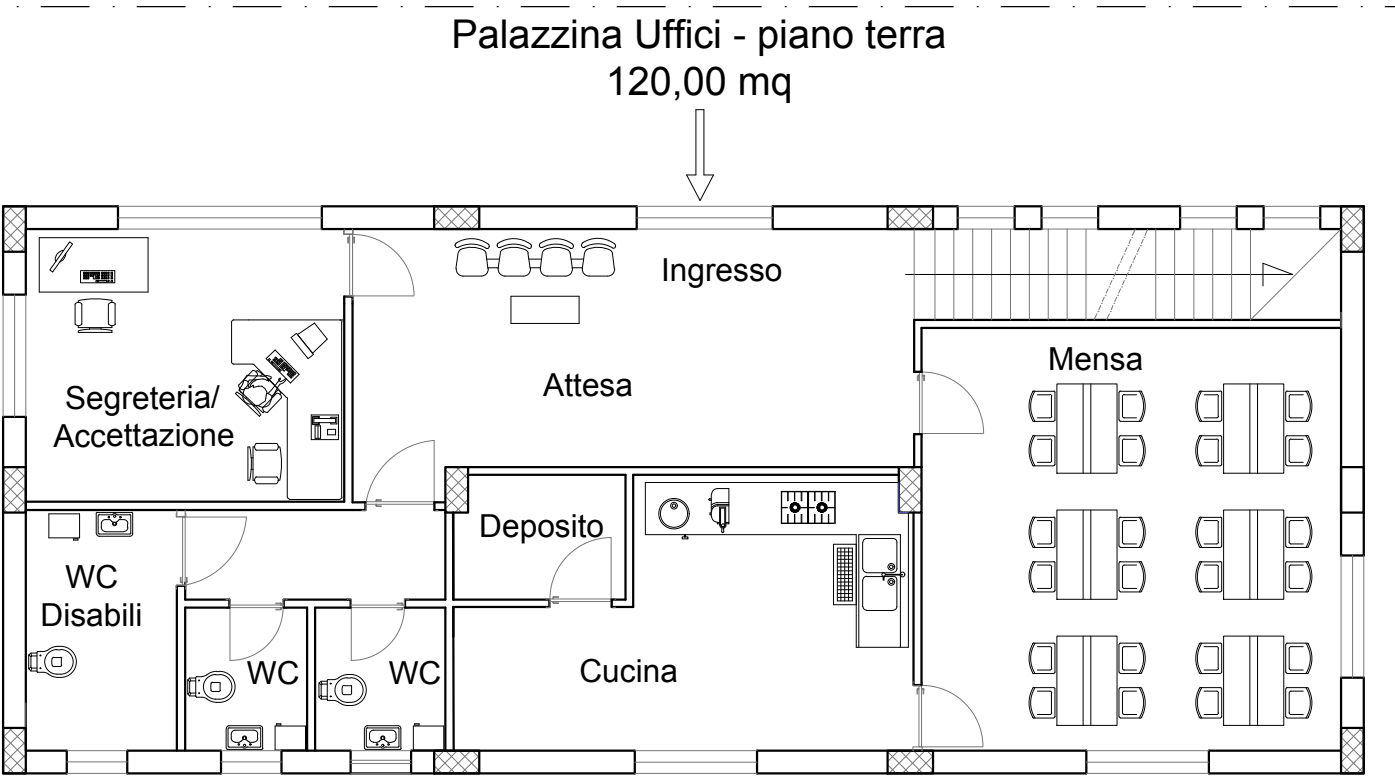 Palazzina Uffici - piano terra
120,00 mq
Ingresso
Mensa
Attesa
Segreteria/
Accettazione
Deposito
WC
Disabili
WC
WC
Cucina